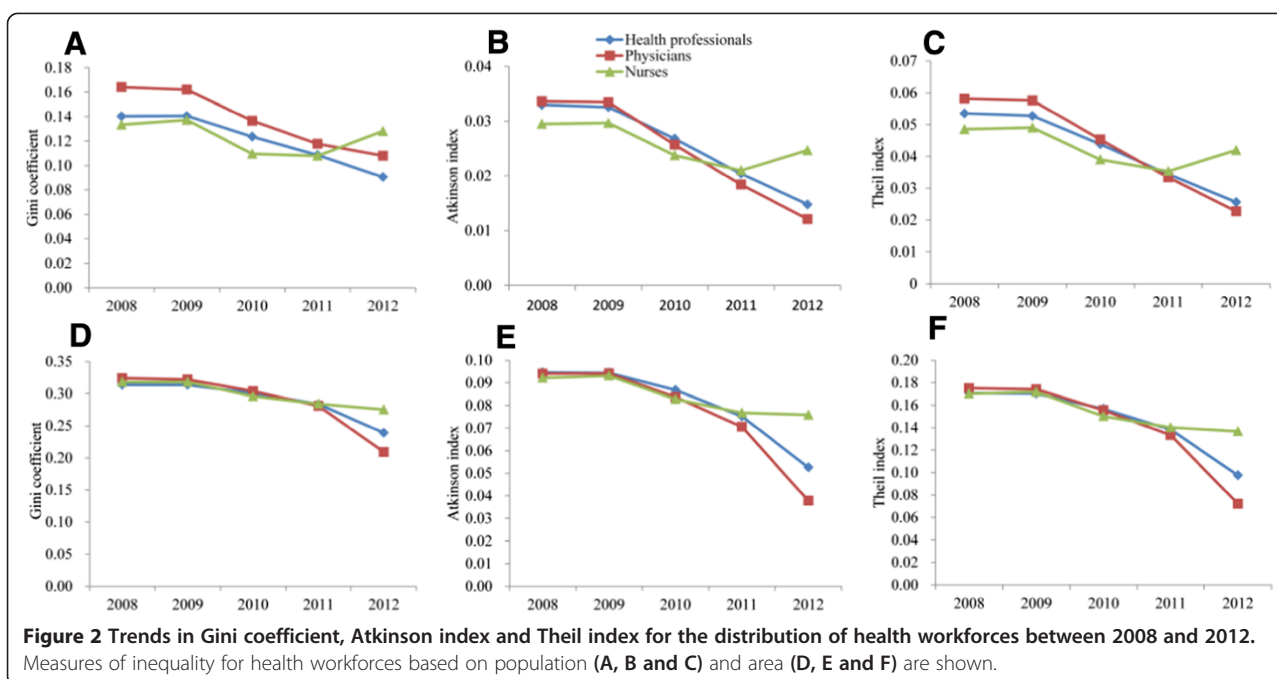 A
Gini coefficient
0.18
0.16
0.14
0.12
0.10
0.08
0.06
0.04
0.02
0.00
2008 2009 2010 2011 2012
B
Health professionals
Physicians
Nurses
Atkinson index
0.04
0.03
0.02
0.01
0.00
2008 2009 2010 2011 2012
C
Theil index
0.07
0.06
0.05
0.04
0.03
0.02
0.01
0
2008 2009 2010 2011 2012
D
Gini coefficient
0.35
0.30
0.25
0.20
0.15
0.10
0.05
0.00
2008 2009 2010 2011 2012
E
Atkinson index
0.10
0.09
0.08
0.07
0.06
0.05
0.04
0.03
0.02
0.01
0.00
2008 2009 2010 2011 2012
F
Theil index
0.20
0.18
0.16
0.14
0.12
0.10
0.08
0.06
0.04
0.02
0.00
2008 2009 2010 2011 2012
Figure 2 Trends in Gini coefficient, Atkinson index and Theil index for the distribution of health workforces between 2008 and 2012.
Measures of inequality for health workforces based on population (A, B and C) and area (D, E and F) are shown.